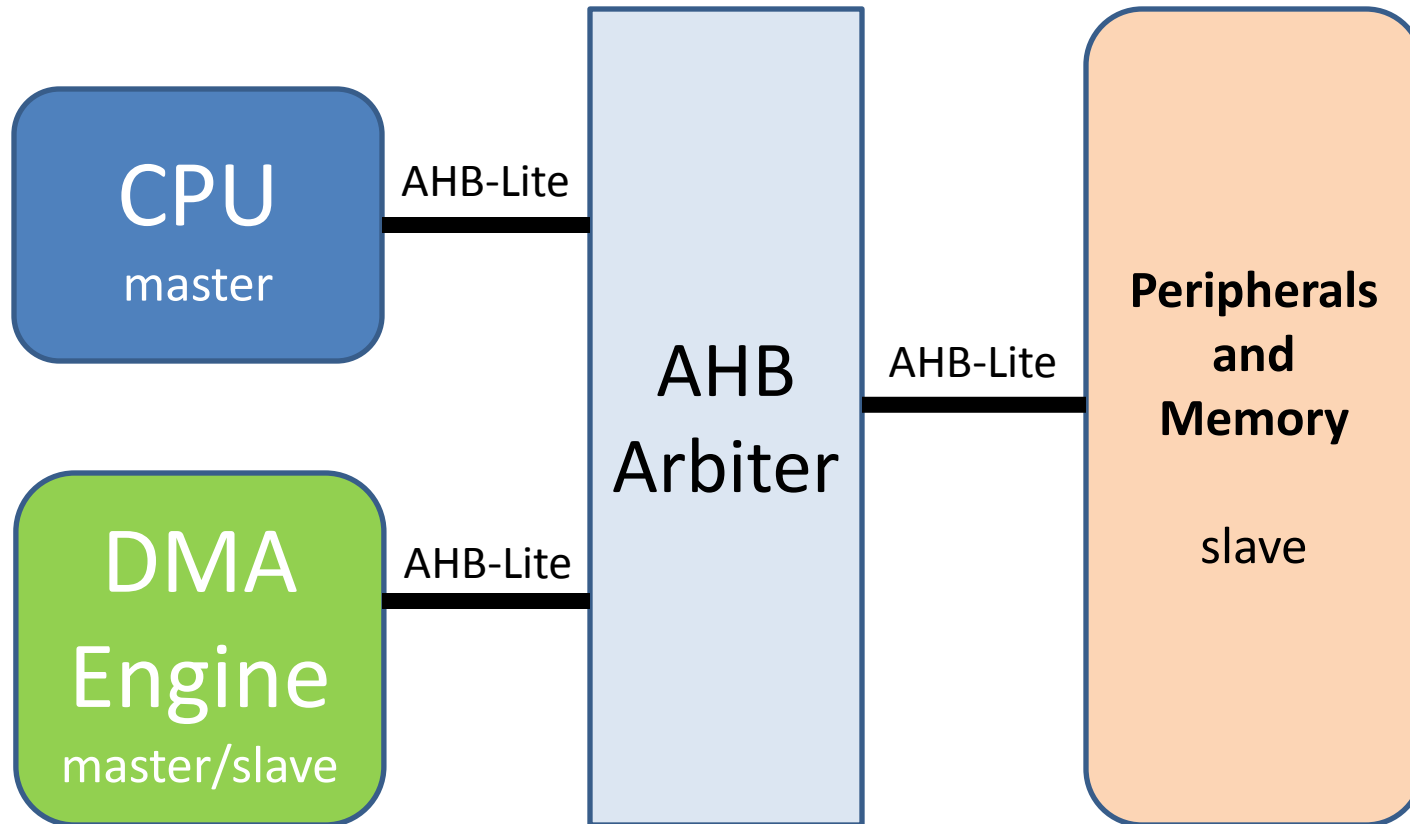 CPU
master
AHB-Lite
DMA
Engine
master/slave
AHB-Lite
AHB
Arbiter
AHB-Lite
Peripherals
and
Memory
slave